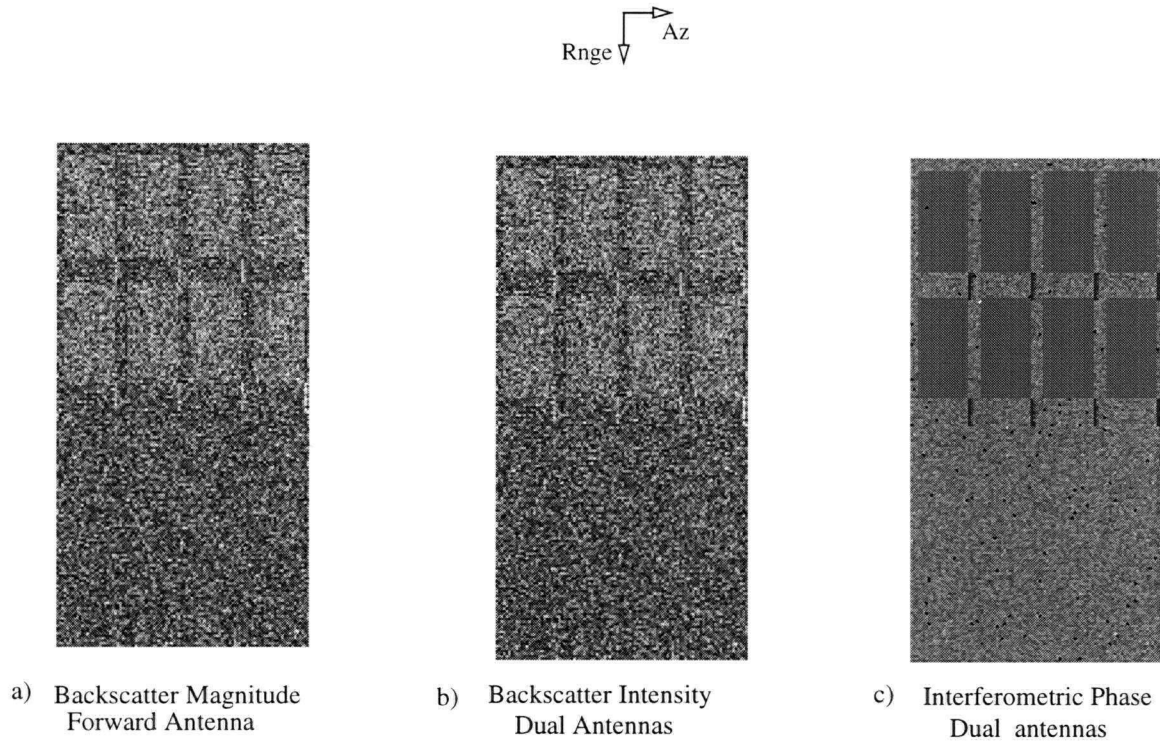 Az
Rnge
a) Backscatter Magnitude
Forward Antenna
b) Backscatter Intensity
Dual Antennas
c) Interferometric Phase
Dual antennas